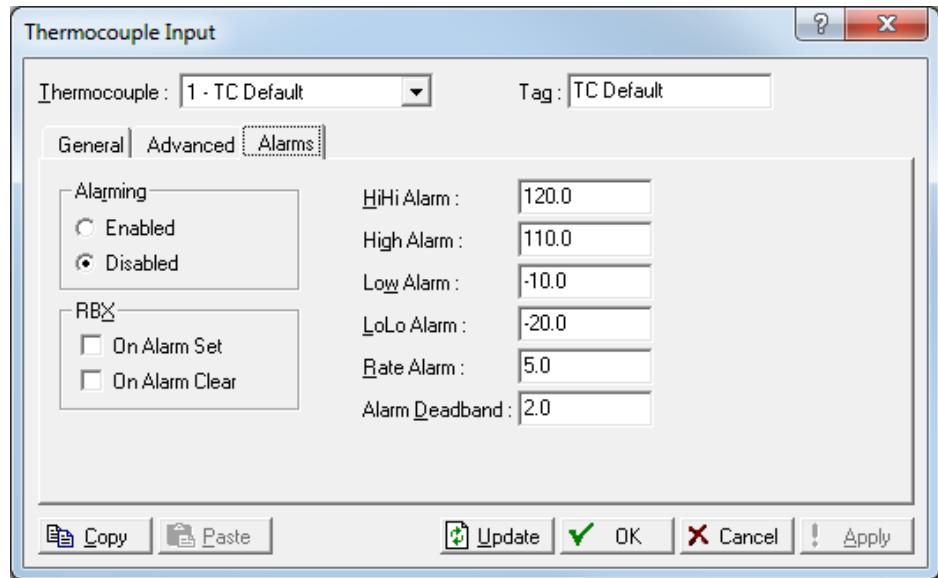 Thermocouple Input
?
X
Thermocouple : 1 - TC Default Tag : TC Default
General Advanced Alarms
Alarming
Enabled
Disabled
RBX
On Alarm Set
On Alarm Clear
HiHi Alarm : 120.0
High Alarm : 110.0
Low Alarm : -10.0
LoLo Alarm : -20.0
Rate Alarm : 5.0
Alarm Deadband : 2.0
Copy Paste Update OK Cancel ! Apply